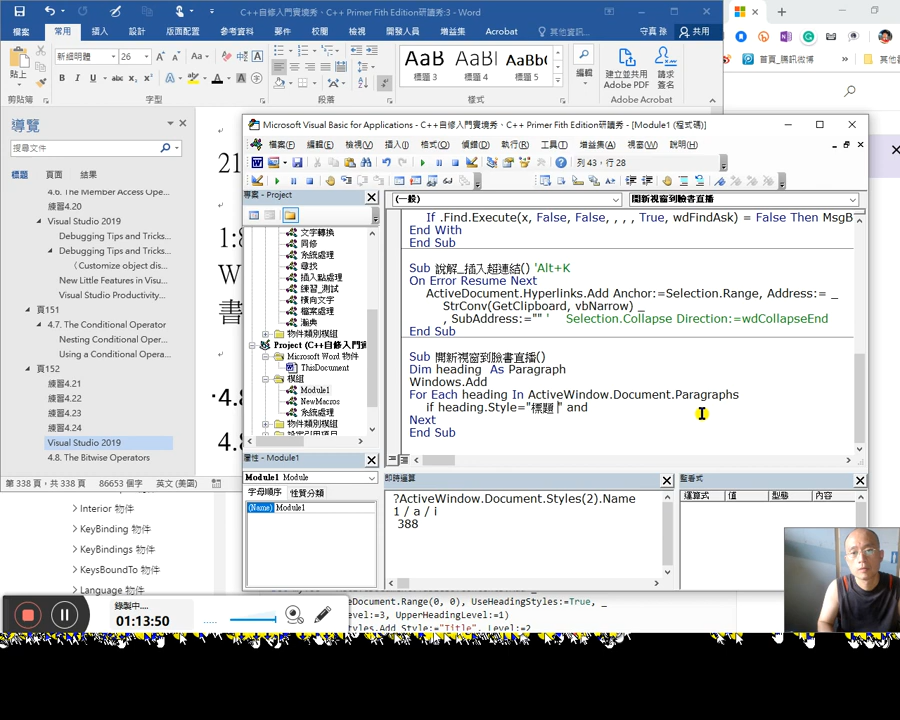 C++自修入門實境秀、C++ Primer Fith Edition研讀秀:3 - Word
檔案 常用 插入 設計 版面配置 參考資料 郵件 校閱 檢視 開發人員 增益集 Acrobat 告訴我...
共用
新細明體 26
貼上
標題 3 標題 4 標題 5
編輯
建立並共用 Adobe PDF
請求簽名
剪貼簿 字型 段落 樣式 Adobe Acrobat
導覽
搜尋文件
標題 頁面 結果
4.6. The Member Access Ope...
練習4.20
Visual Studio 2019
Debugging Tips and Tricks...
Debugging Tips and Tricks...
《Customize object dis...
New Little Features in Visu...
Visual Studio Productivity...
頁151
4.7. The Conditional Operator
Nesting Conditional Oper...
Using a Conditional Opera...
頁152
練習4.21
練習4.22
練習4.23
練習4.24
Visual Studio 2019
4.8. The Bitwise Operators
第 338 頁，共 338 頁 86653 個字 英文 (美國)
Microsoft Visual Basic for Applications - C++自修入門實境秀、C++ Primer Fith Edition研讀秀 - [Module1 (程式碼)]
檔案(F) 編輯(E) 檢視(V) 插入(I) 格式(O) 偵錯(D) 執行(R) 工具(T) 增益集(A) 視窗(W) 說明(H)
列 43，行 28
專案 - Project
文字轉換
同修
系統處理
尋找
插入點處理
練習_測試
橫向文字
檔案處理
瀚典
物件類別模組
Project (C++自修入門實
Microsoft Word 物件
ThisDocument
模組
Module1
NewMacros
系統處理
物件類別模組
屬性 - Module1
Module1 Module
字母順序 性質分類
(Name) Module1
(一般) 開新視窗到臉書直播
If .Find.Execute(x, False, False, , , , True, wdFindAsk) = False Then MsgB
End With
End Sub
Sub 說解_插入超連結() 'Alt+K
On Error Resume Next
ActiveDocument.Hyperlinks.Add Anchor:=Selection.Range, Address:= _
StrConv(GetClipboard, vbNarrow) _
, SubAddress:="" ' Selection.Collapse Direction:=wdCollapseEnd
End Sub
Sub 開新視窗到臉書直播()
Dim heading As Paragraph
Windows.Add
For Each heading In ActiveWindow.Document.Paragraphs
if heading.Style="標題 " and
Next
End Sub
即時運算
?ActiveWindow.Document.Styles(2).Name
1 / a / i
388
監看式
運算式 值 型態 內容
Interior 物件
KeyBinding 物件
KeyBindings 物件
KeysBoundTo 物件
Language 物件
eDocument.Range(0, 0), UseHeadingStyles:=True, _
evel:=3, UpperHeadingLevel:=1)
yles.Add Style:="Title", Level:=2
錄製中....
01:13:50